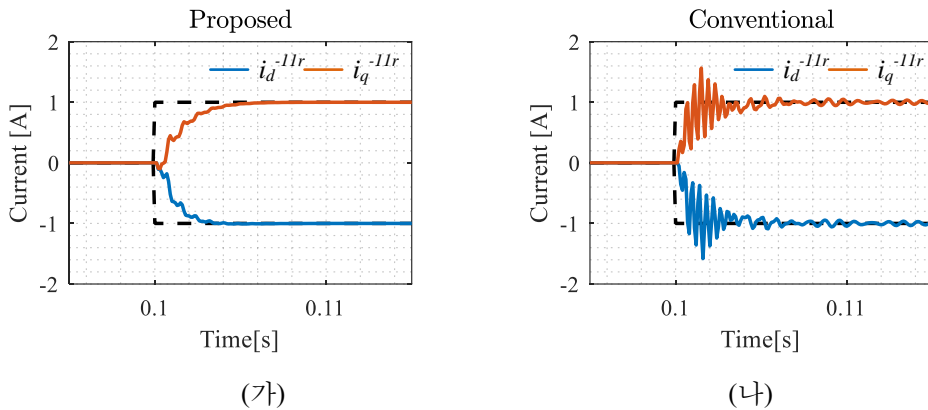 Proposed
2
1
0
-1
-2
Current [A]
i_d^-11r i_q^-11r
0.1 0.11
Time[s]
(가)
Conventional
2
1
0
-1
-2
Current [A]
i_d^-11r i_q^-11r
0.1 0.11
Time[s]
(나)